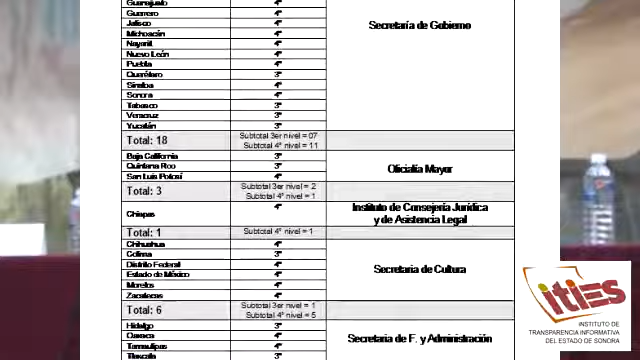 Guanajuato 4°
Guerrero 4°
Jalisco 4°
Secretaría de Gobierno
Michoacán 4°
Nayarit 4°
Nuevo León 4°
Puebla 4°
Querétaro 3°
Sinaloa 4°
Sonora 4°
Tabasco 3°
Veracruz 3°
Yucatán 3°
Total: 18
Subtotal 3er nivel = 07
Subtotal 4° nivel = 11
Baja California 3°
Quintana Roo 3°
Oficialía Mayor
San Luis Potosí 4°
Total: 3
Subtotal 3er nivel = 2
Subtotal 4° nivel = 1
Chiapas 4°
Instituto de Consejería Jurídica
y de Asistencia Legal
Total: 1
Subtotal 4° nivel = 1
Chihuahua 4°
Colima 3°
Distrito Federal 4°
Secretaria de Cultura
Estado de México 4°
Morelos 4°
Zacatecas 4°
Total: 6
Subtotal 3er nivel = 1
Subtotal 4° nivel = 5
Hidalgo 3°
Oaxaca 4°
Secretaria de F. y Administración
Tamaulipas 4°
Tlaxcala 3°
ities
INSTITUTO DE
TRANSPARENCIA INFORMATIVA
DEL ESTADO DE SONORA